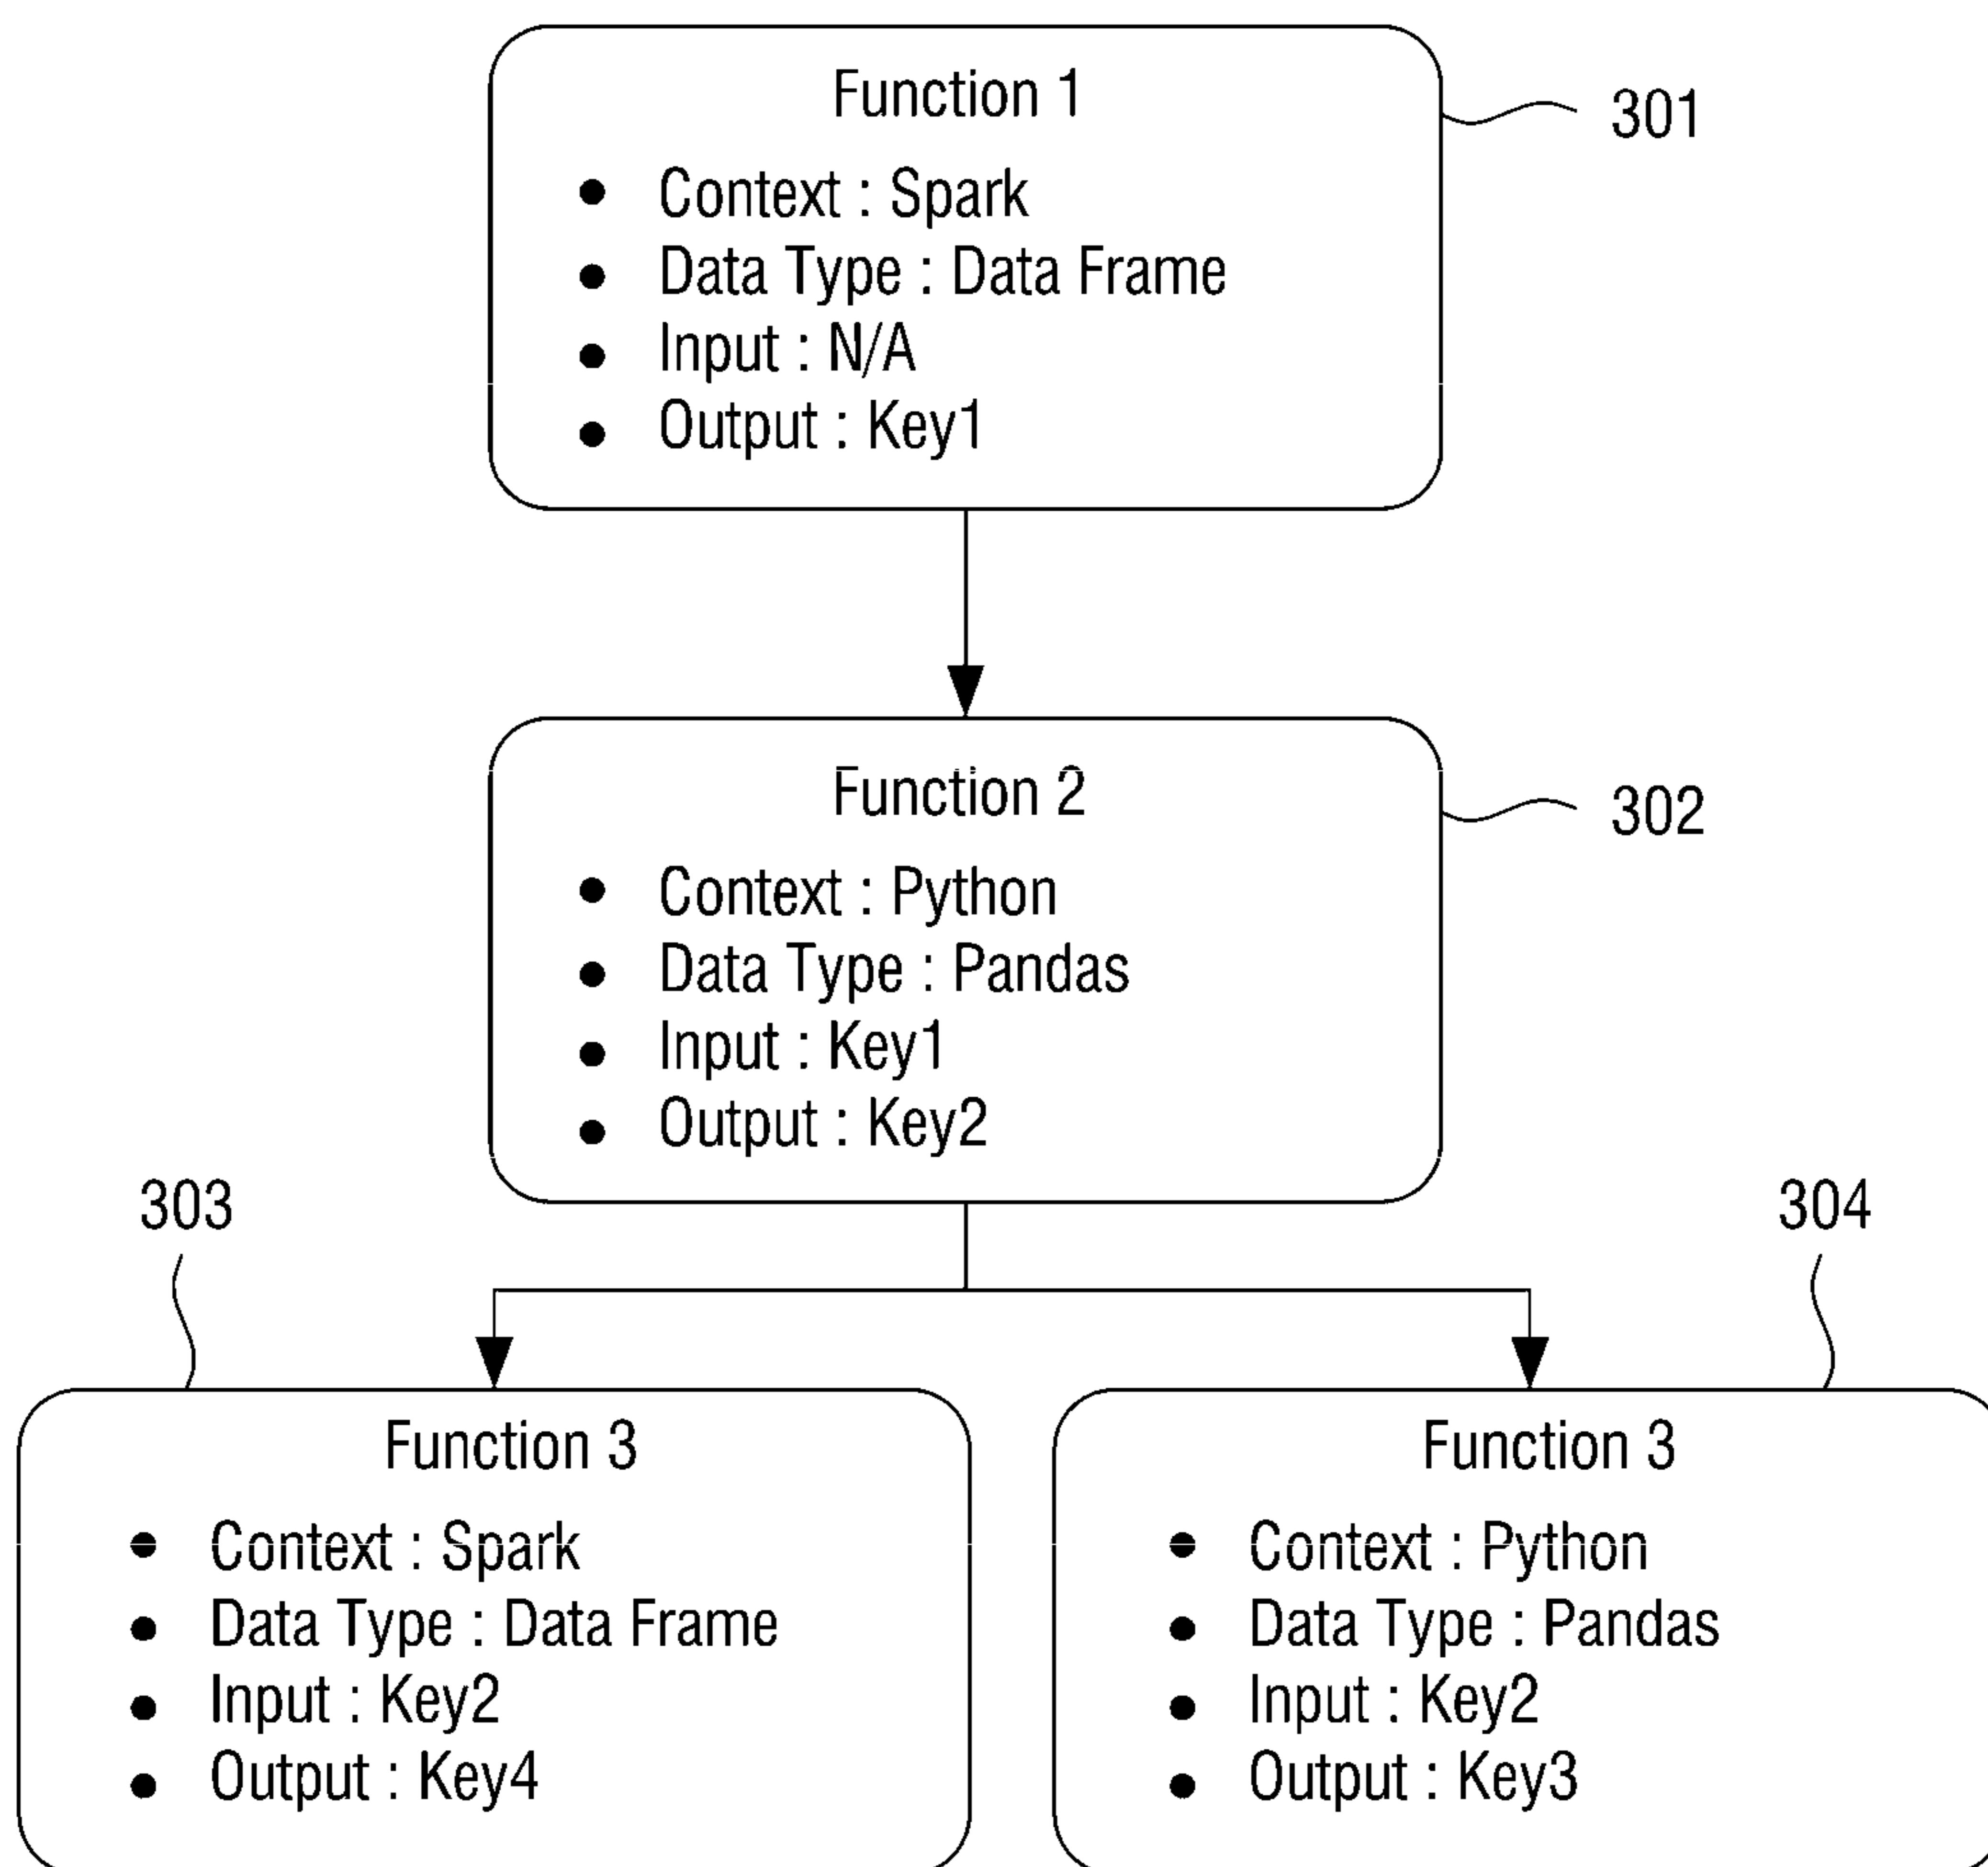 Function 1
301
● Context : Spark
● Data Type : Data Frame
● Input : N/A
● Output : Key1
Function 2
302
● Context : Python
● Data Type : Pandas
● Input : Key1
● Output : Key2
303
304
Function 3
● Context : Spark
● Data Type : Data Frame
● Input : Key2
● Output : Key4
Function 3
● Context : Python
● Data Type : Pandas
● Input : Key2
● Output : Key3